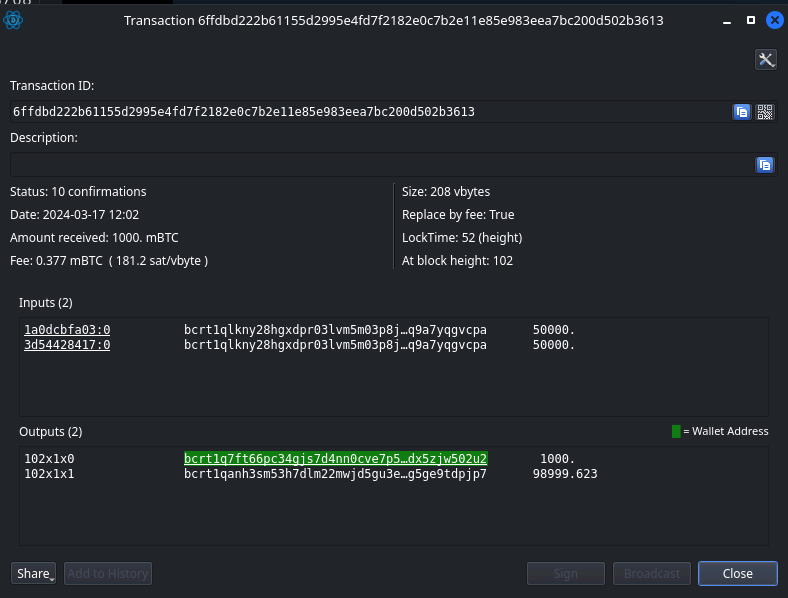 Transaction 6ffdbd222b61155d2995e4fd7f2182e0c7b2e11e85e983eea7bc200d502b3613
Transaction ID:
6ffdbd222b61155d2995e4fd7f2182e0c7b2e11e85e983eea7bc200d502b3613
Description:
Status: 10 confirmations
Date: 2024-03-17 12:02
Amount received: 1000. mBTC
Fee: 0.377 mBTC ( 181.2 sat/vbyte )
Size: 208 vbytes
Replace by fee: True
LockTime: 52 (height)
At block height: 102
Inputs (2)
1a0dcbfa03:0 bcrt1qlkny28hgxdpr03lvm5m03p8j…q9a7yqgvcpa 50000.
3d54428417:0 bcrt1qlkny28hgxdpr03lvm5m03p8j…q9a7yqgvcpa 50000.
Outputs (2)
= Wallet Address
102x1x0 bcrt1q7ft66pc34gjs7d4nn0cve7p5…dx5zjw502u2 1000.
102x1x1 bcrt1qanh3sm53h7dlm22mwjd5gu3e…g5ge9tdpjp7 98999.623
Share
Add to History
Sign
Broadcast
Close